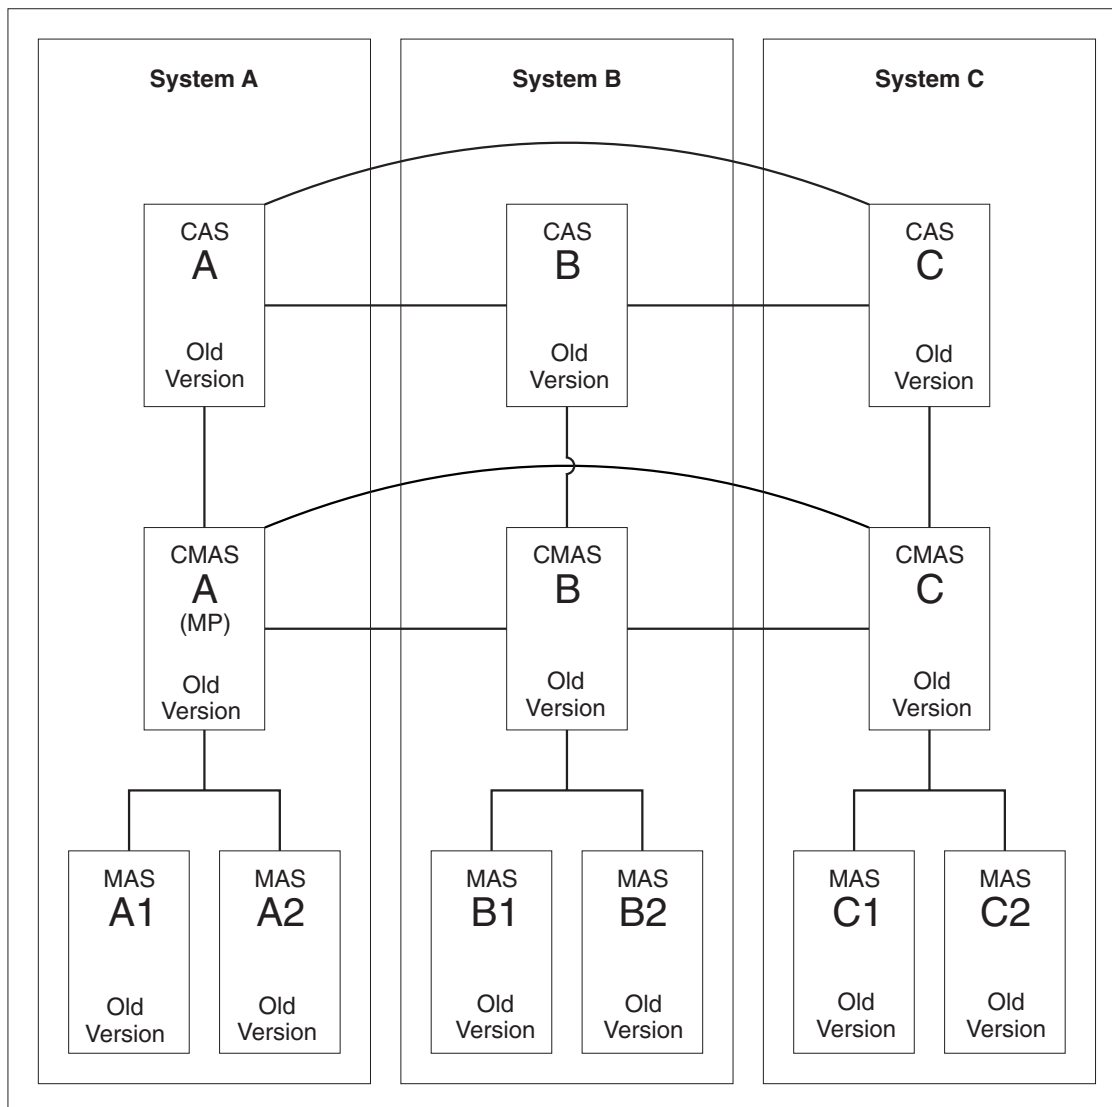 System A
System B
System C
CAS
A
Old
Version
CAS
B
Old
Version
CAS
C
Old
Version
CMAS
A
(MP)
Old
Version
CMAS
B
Old
Version
CMAS
C
Old
Version
MAS
A1
Old
Version
MAS
A2
Old
Version
MAS
B1
Old
Version
MAS
B2
Old
Version
MAS
C1
Old
Version
MAS
C2
Old
Version